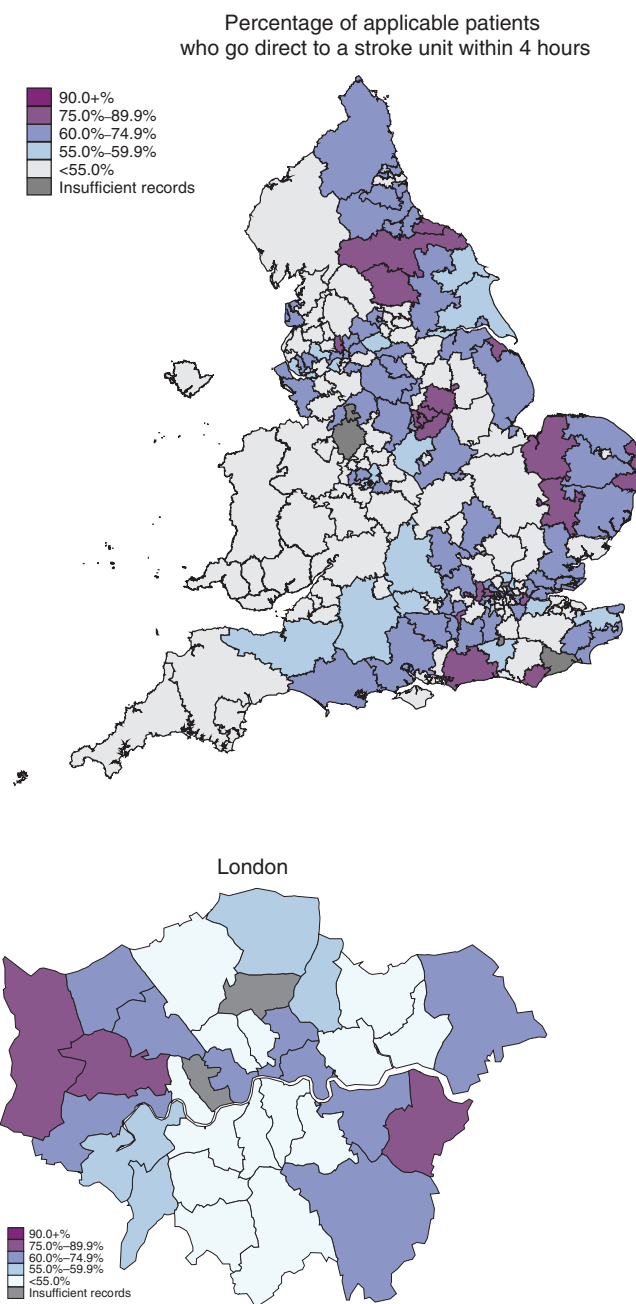 Percentage of applicable patients
who go direct to a stroke unit within 4 hours
90.0+%
75.0%–89.9%
60.0%–74.9%
55.0%–59.9%
<55.0%
Insufficient records
London
90.0+%
75.0%–89.9%
60.0%–74.9%
55.0%–59.9%
<55.0%
Insufficient records